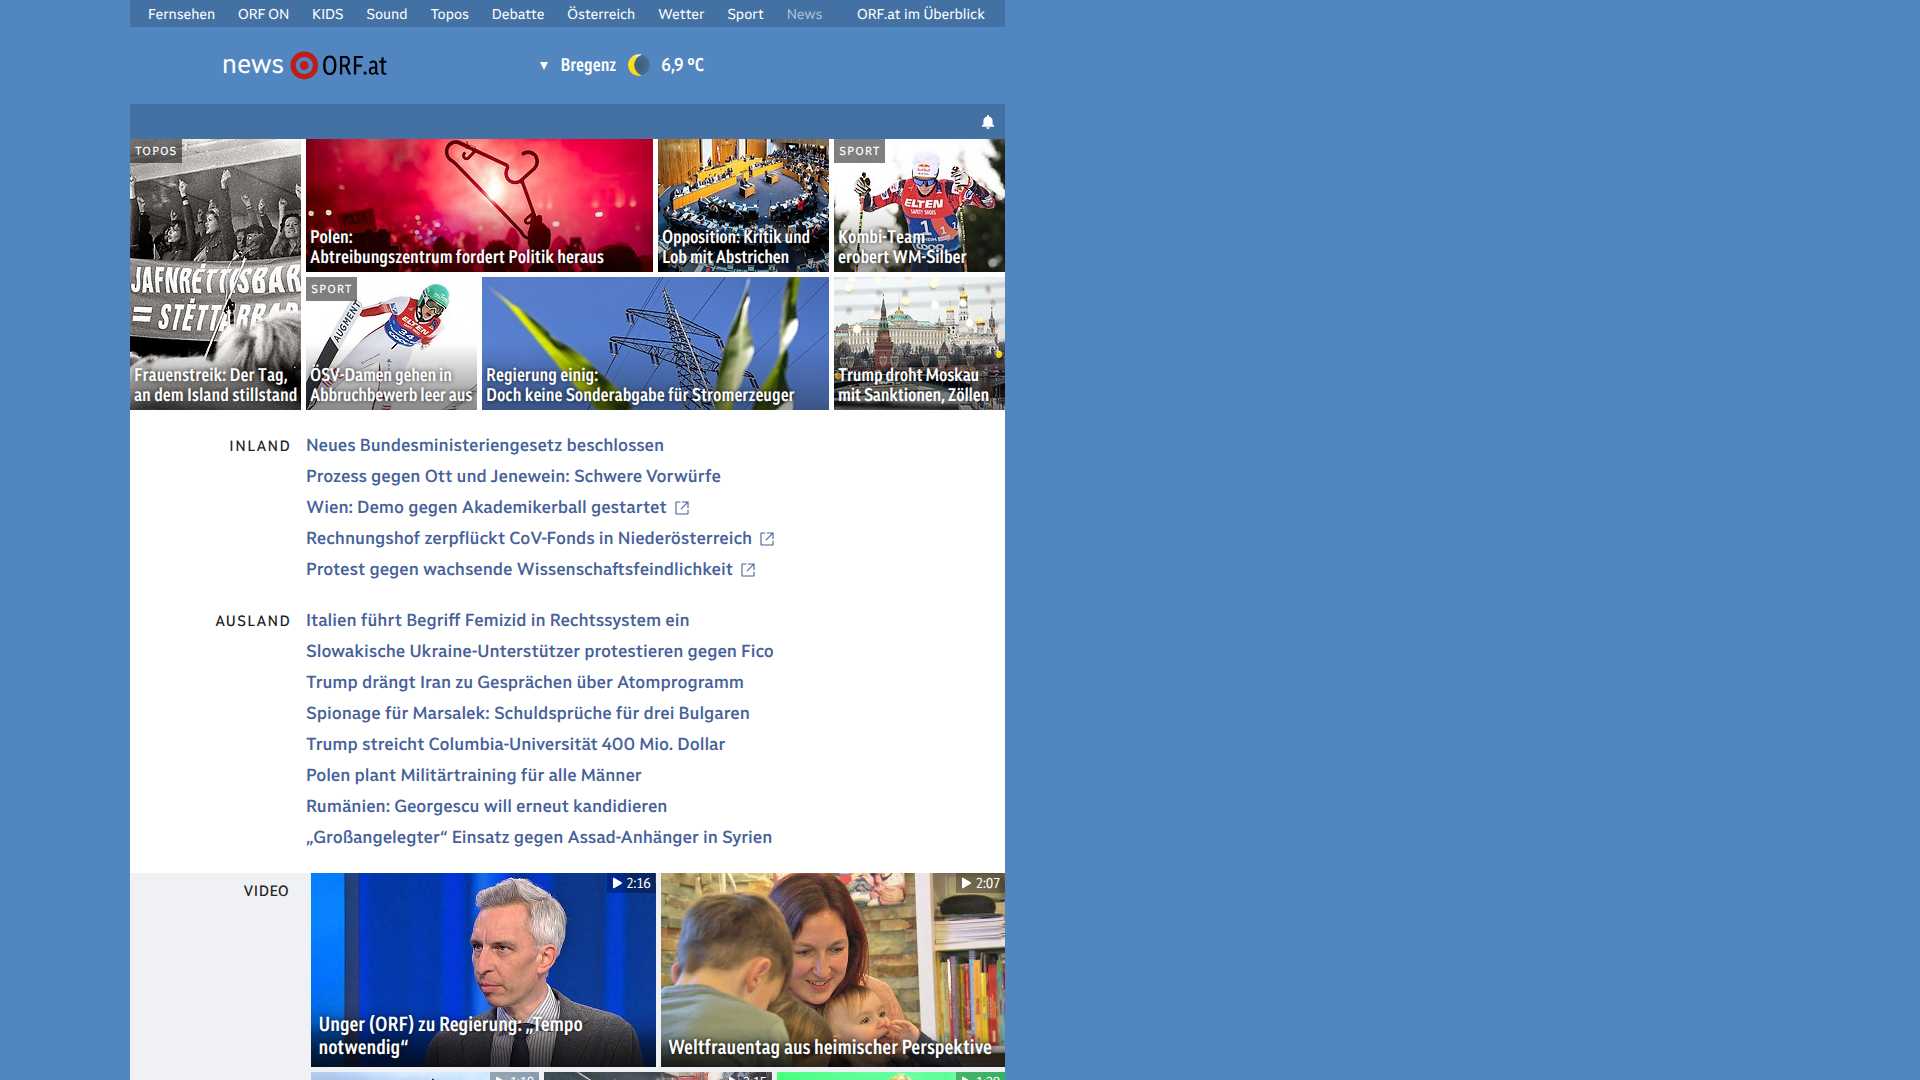 Fernsehen ORF ON KIDS Sound Topos Debatte Österreich Wetter Sport News ORF.at im Überblick
news ORF.at
Bregenz 6,9 °C
TOPOS
JAFNRÉTTISBAR
Frauenstreik: Der Tag,
an dem Island stillstand
Polen:
Abtreibungszentrum fordert Politik heraus
Opposition: Kritik und
Lob mit Abstrichen
SPORT
ELTEN
SAFETY SHOES
1
Kombi-Team
erobert WM-Silber
SPORT
AUGMENT
ELTEN
34
ÖSV-Damen gehen in
Abbruchbewerb leer aus
Regierung einig:
Doch keine Sonderabgabe für Stromerzeuger
Trump droht Moskau
mit Sanktionen, Zöllen
INLAND
Neues Bundesministeriengesetz beschlossen
Prozess gegen Ott und Jenewein: Schwere Vorwürfe
Wien: Demo gegen Akademikerball gestartet
Rechnungshof zerpflückt CoV-Fonds in Niederösterreich
Protest gegen wachsende Wissenschaftsfeindlichkeit
AUSLAND
Italien führt Begriff Femizid in Rechtssystem ein
Slowakische Ukraine-Unterstützer protestieren gegen Fico
Trump drängt Iran zu Gesprächen über Atomprogramm
Spionage für Marsalek: Schuldsprüche für drei Bulgaren
Trump streicht Columbia-Universität 400 Mio. Dollar
Polen plant Militärtraining für alle Männer
Rumänien: Georgescu will erneut kandidieren
„Großangelegter“ Einsatz gegen Assad-Anhänger in Syrien
VIDEO
2:16
Unger (ORF) zu Regierung: „Tempo
notwendig“
2:07
Weltfrauentag aus heimischer Perspektive